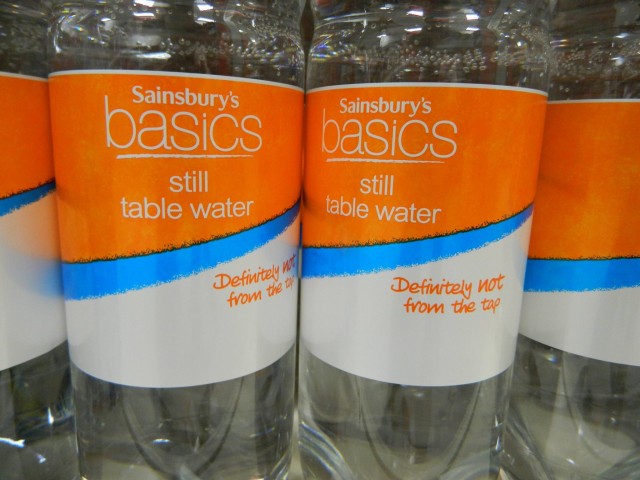 Sainsbury's
basics
still
table water
Definitely not
from the tap
Sainsbury's
basics
still
table water
Definitely not
from the tap